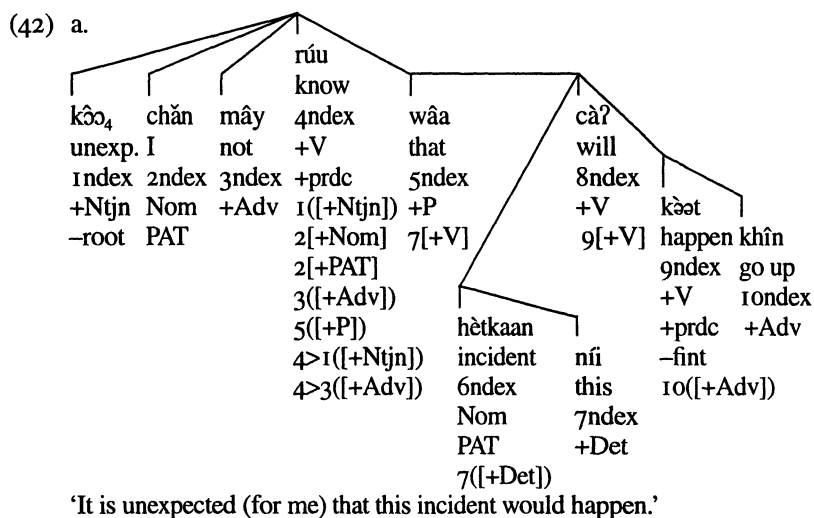 (42) a.
rúu
know
kɔ̂ɔ₄ chǎn mây 4ndex wâa càʔ
unexp. I not +V that will
1ndex 2ndex 3ndex +prdc 5ndex 8ndex
+Ntjn Nom +Adv 1([+Ntjn]) +P +V kə̀ət
–root PAT 2[+Nom] 7[+V] 9[+V] happen khîn
2[+PAT] 9ndex go up
3([+Adv]) +V 10ndex
5([+P]) hètkaan +prdc +Adv
4>1([+Ntjn]) incident níi –fint
4>3([+Adv]) 6ndex this 10([+Adv])
Nom 7ndex
PAT +Det
7([+Det])
‘It is unexpected (for me) that this incident would happen.’